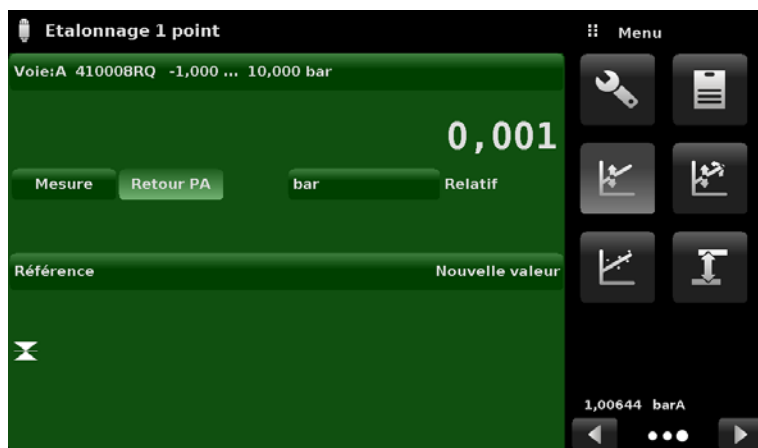 Etalonnage 1 point
Menu
Voie:A 410008RQ -1,000 ... 10,000 bar
0,001
Mesure Retour PA bar Relatif
Référence Nouvelle valeur
1,00644 barA